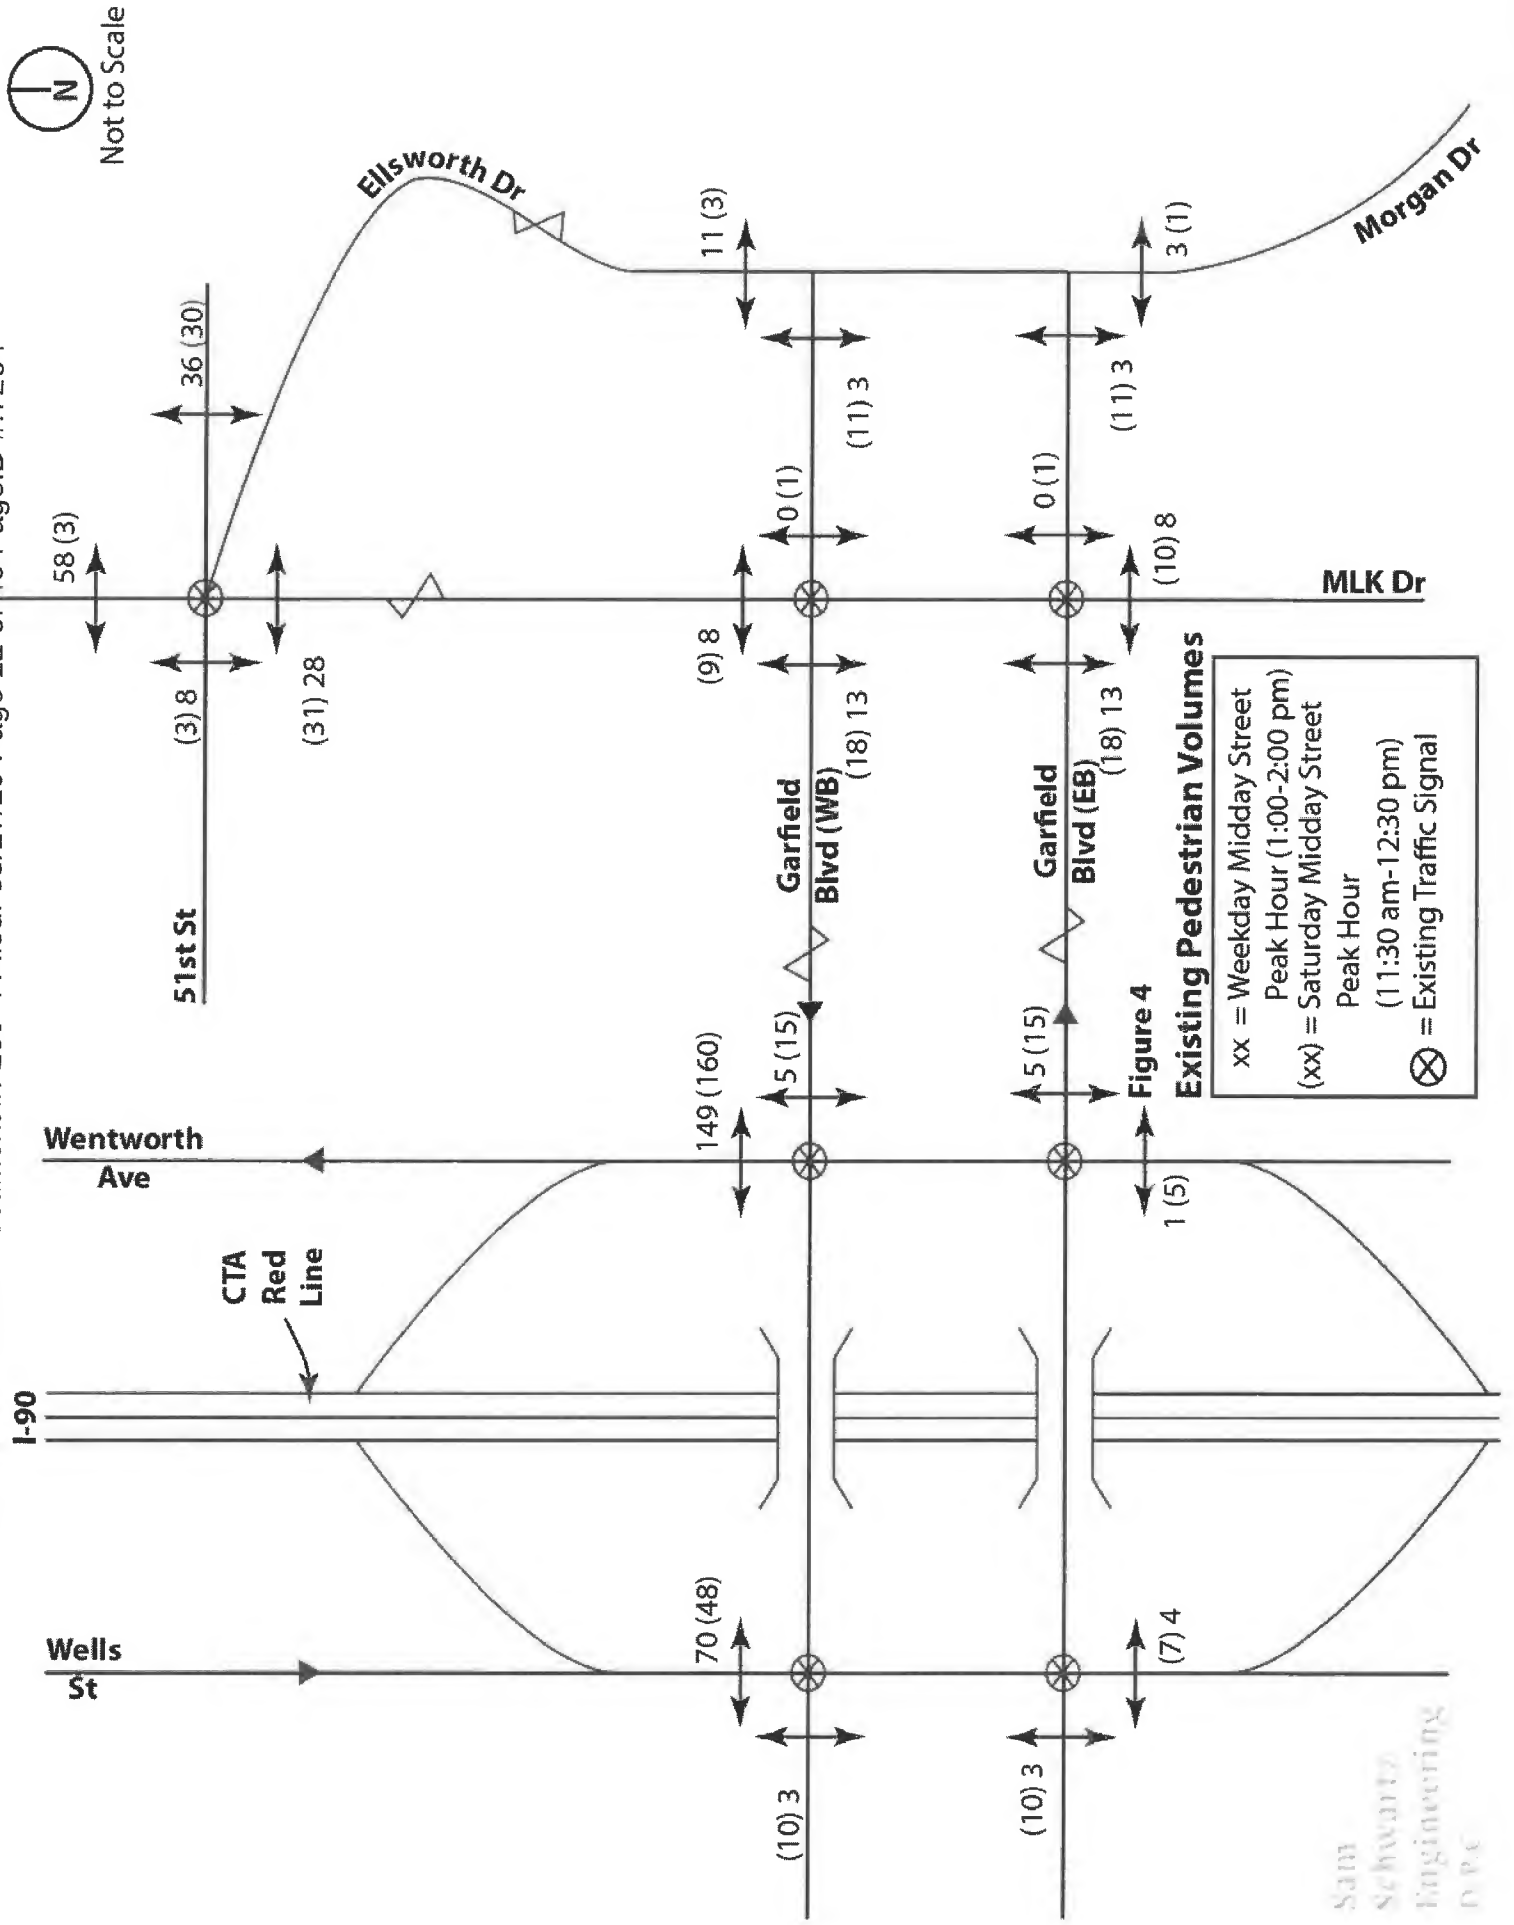 N
Not to Scale
I-90
Wells
St
Wentworth
Ave
CTA
Red
Line
51st St
58 (3)
36 (30)
(3) 8
(31) 28
Ellsworth Dr
70 (48)
(10) 3
149 (160)
5 (15)
Garfield
Blvd (WB)
(9) 8
(18) 13
0 (1)
11 (3)
(11) 3
(10) 3
(7) 4
5 (15)
1 (5)
Garfield
Blvd (EB)
(18) 13
0 (1)
(10) 8
(11) 3
3 (1)
MLK Dr
Morgan Dr
Figure 4
Existing Pedestrian Volumes
xx = Weekday Midday Street
Peak Hour (1:00-2:00 pm)
(xx) = Saturday Midday Street
Peak Hour
(11:30 am-12:30 pm)
= Existing Traffic Signal
Sam
Schwartz
Engineering
D.P.C.